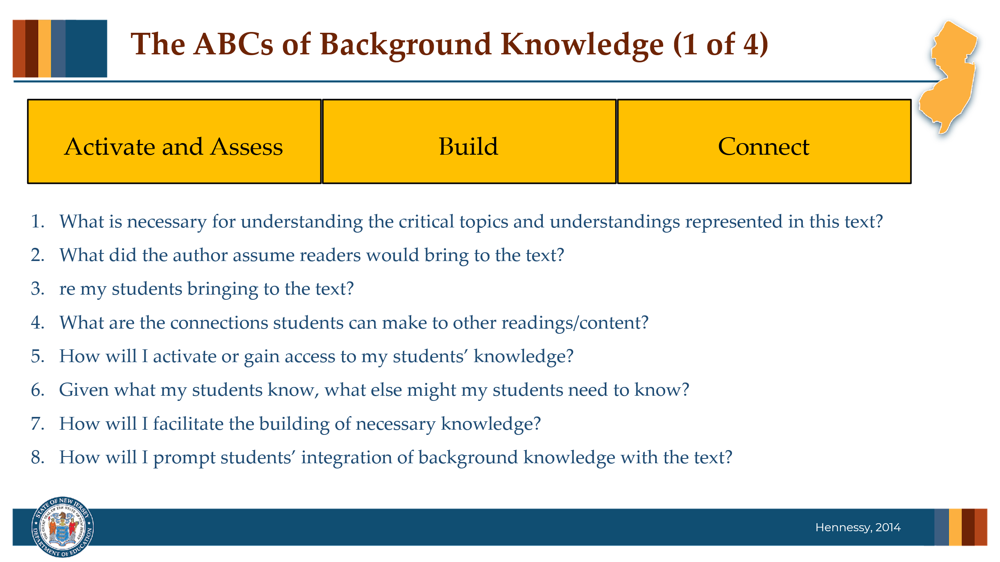 The ABCs of Background Knowledge (1 of 4)
Activate and Assess
Build
Connect
1. What is necessary for understanding the critical topics and understandings represented in this text?
2. What did the author assume readers would bring to the text?
3. re my students bringing to the text?
4. What are the connections students can make to other readings/content?
5. How will I activate or gain access to my students’ knowledge?
6. Given what my students know, what else might my students need to know?
7. How will I facilitate the building of necessary knowledge?
8. How will I prompt students’ integration of background knowledge with the text?
STATE OF NEW JERSEY
THE GREAT SEAL OF THE STATE OF NEW JERSEY
DEPARTMENT OF EDUCATION
Hennessy, 2014